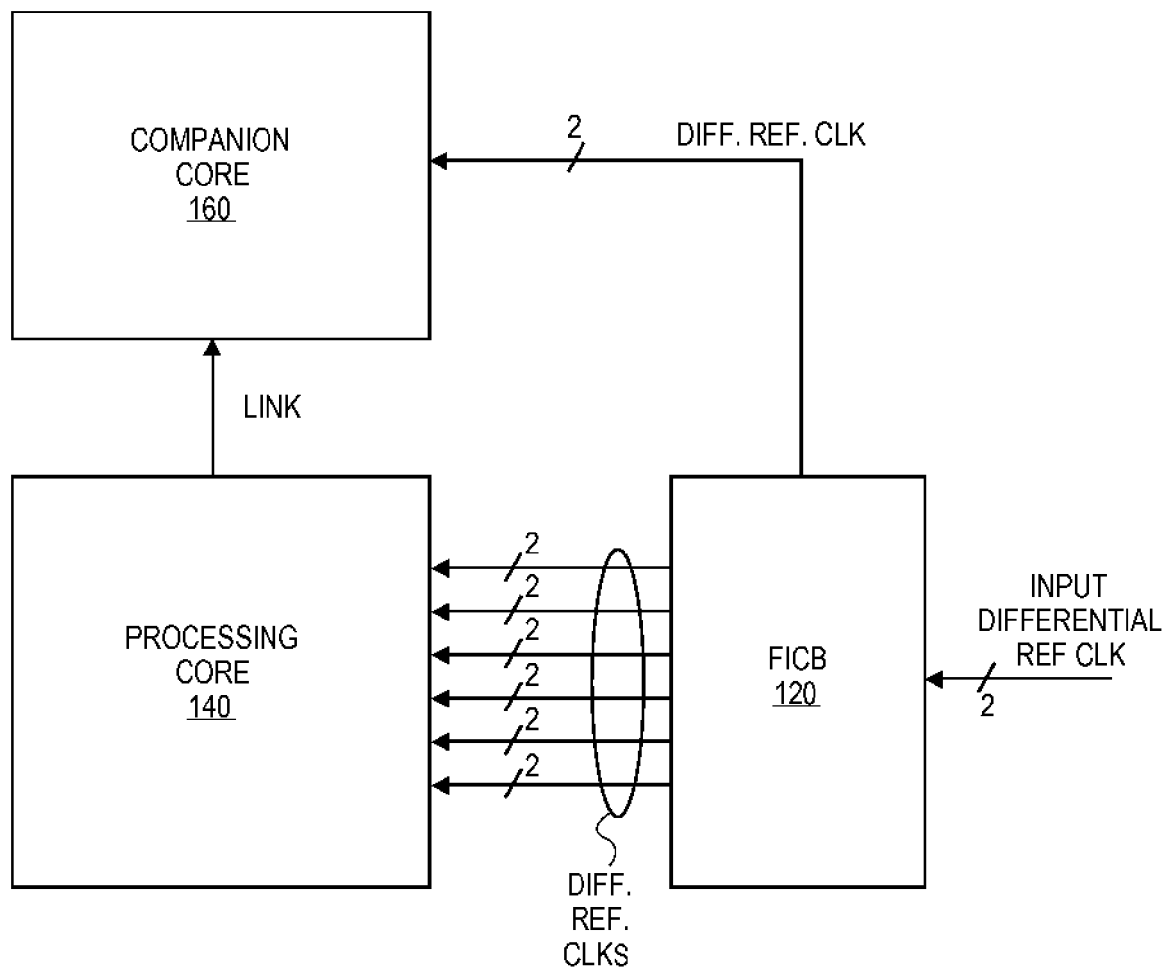 COMPANION
CORE
160
2
DIFF. REF. CLK
LINK
PROCESSING
CORE
140
2
2
2
2
2
2
DIFF.
REF.
CLKS
FICB
120
INPUT
DIFFERENTIAL
REF CLK
2